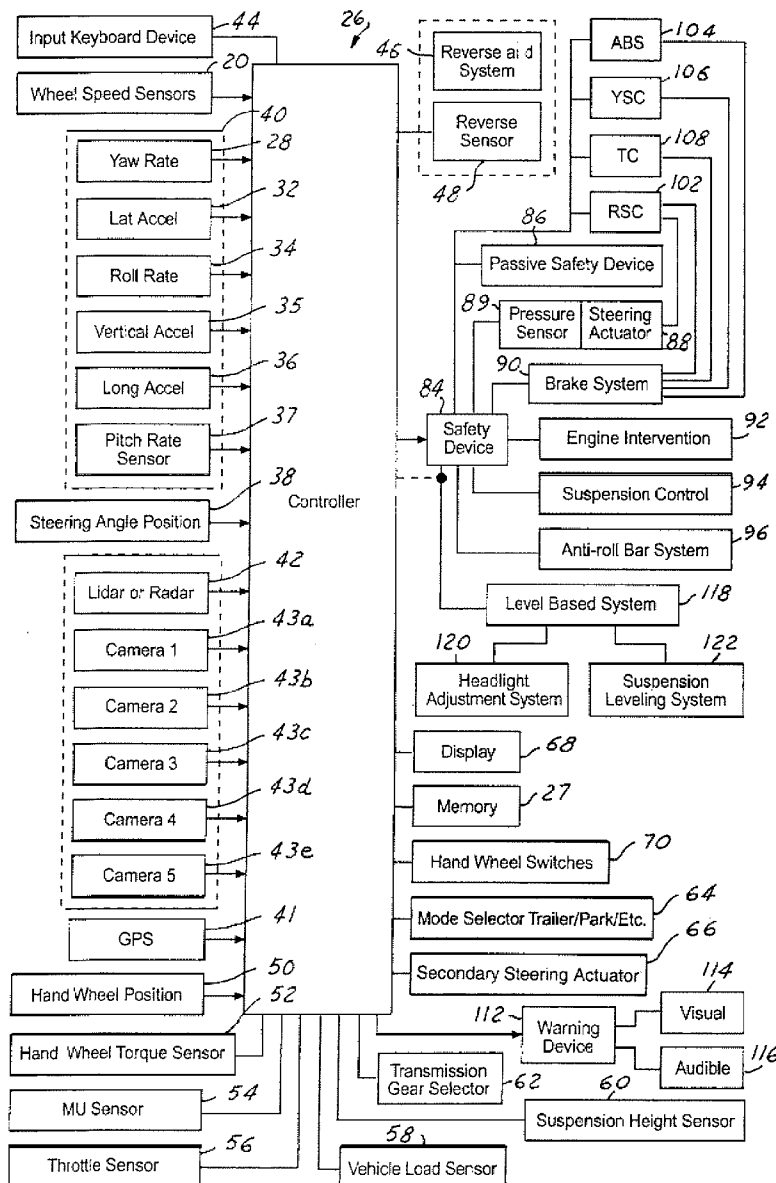 44
26
Input Keyboard Device
20
Wheel Speed Sensors
40
Yaw Rate
28
Lat Accel
32
Roll Rate
34
Vertical Accel
35
Long Accel
36
Pitch Rate
Sensor
37
38
Steering Angle Position
Lidar or Radar
42
Camera 1
43a
Camera 2
43b
Camera 3
43c
Camera 4
43d
Camera 5
43e
GPS
41
50
Hand Wheel Position
52
Hand Wheel Torque Sensor
MU Sensor
54
Throttle Sensor
56
Controller
46
Reverse and
System
Reverse
Sensor
48
ABS
104
YSC
106
TC
108
RSC
102
86
Passive Safety Device
89
Pressure
Sensor
Steering
Actuator
88
90
Brake System
84
Safety
Device
Engine Intervention
92
Suspension Control
94
Anti-roll Bar System
96
Level Based System
118
120
Headlight
Adjustment System
122
Suspension
Leveling System
Display
68
Memory
27
Hand Wheel Switches
70
Mode Selector Trailer/Park/Etc.
64
Secondary Steering Actuator
66
112
Warning
Device
114
Visual
Audible
116
Transmission
Gear Selector
62
60
Suspension Height Sensor
58
Vehicle Load Sensor